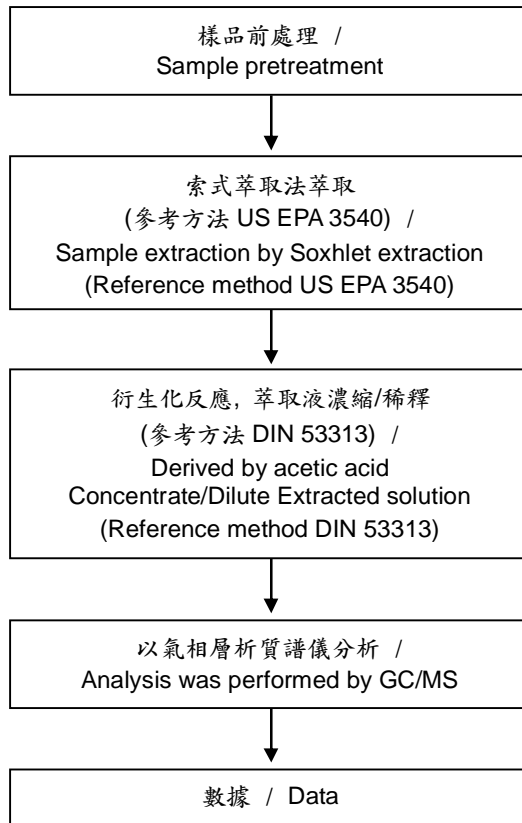 樣品前處理 /
Sample pretreatment
索式萃取法萃取
(參考方法 US EPA 3540) /
Sample extraction by Soxhlet extraction
(Reference method US EPA 3540)
衍生化反應, 萃取液濃縮/稀釋
(參考方法 DIN 53313) /
Derived by acetic acid
Concentrate/Dilute Extracted solution
(Reference method DIN 53313)
以氣相層析質譜儀分析 /
Analysis was performed by GC/MS
數據 / Data